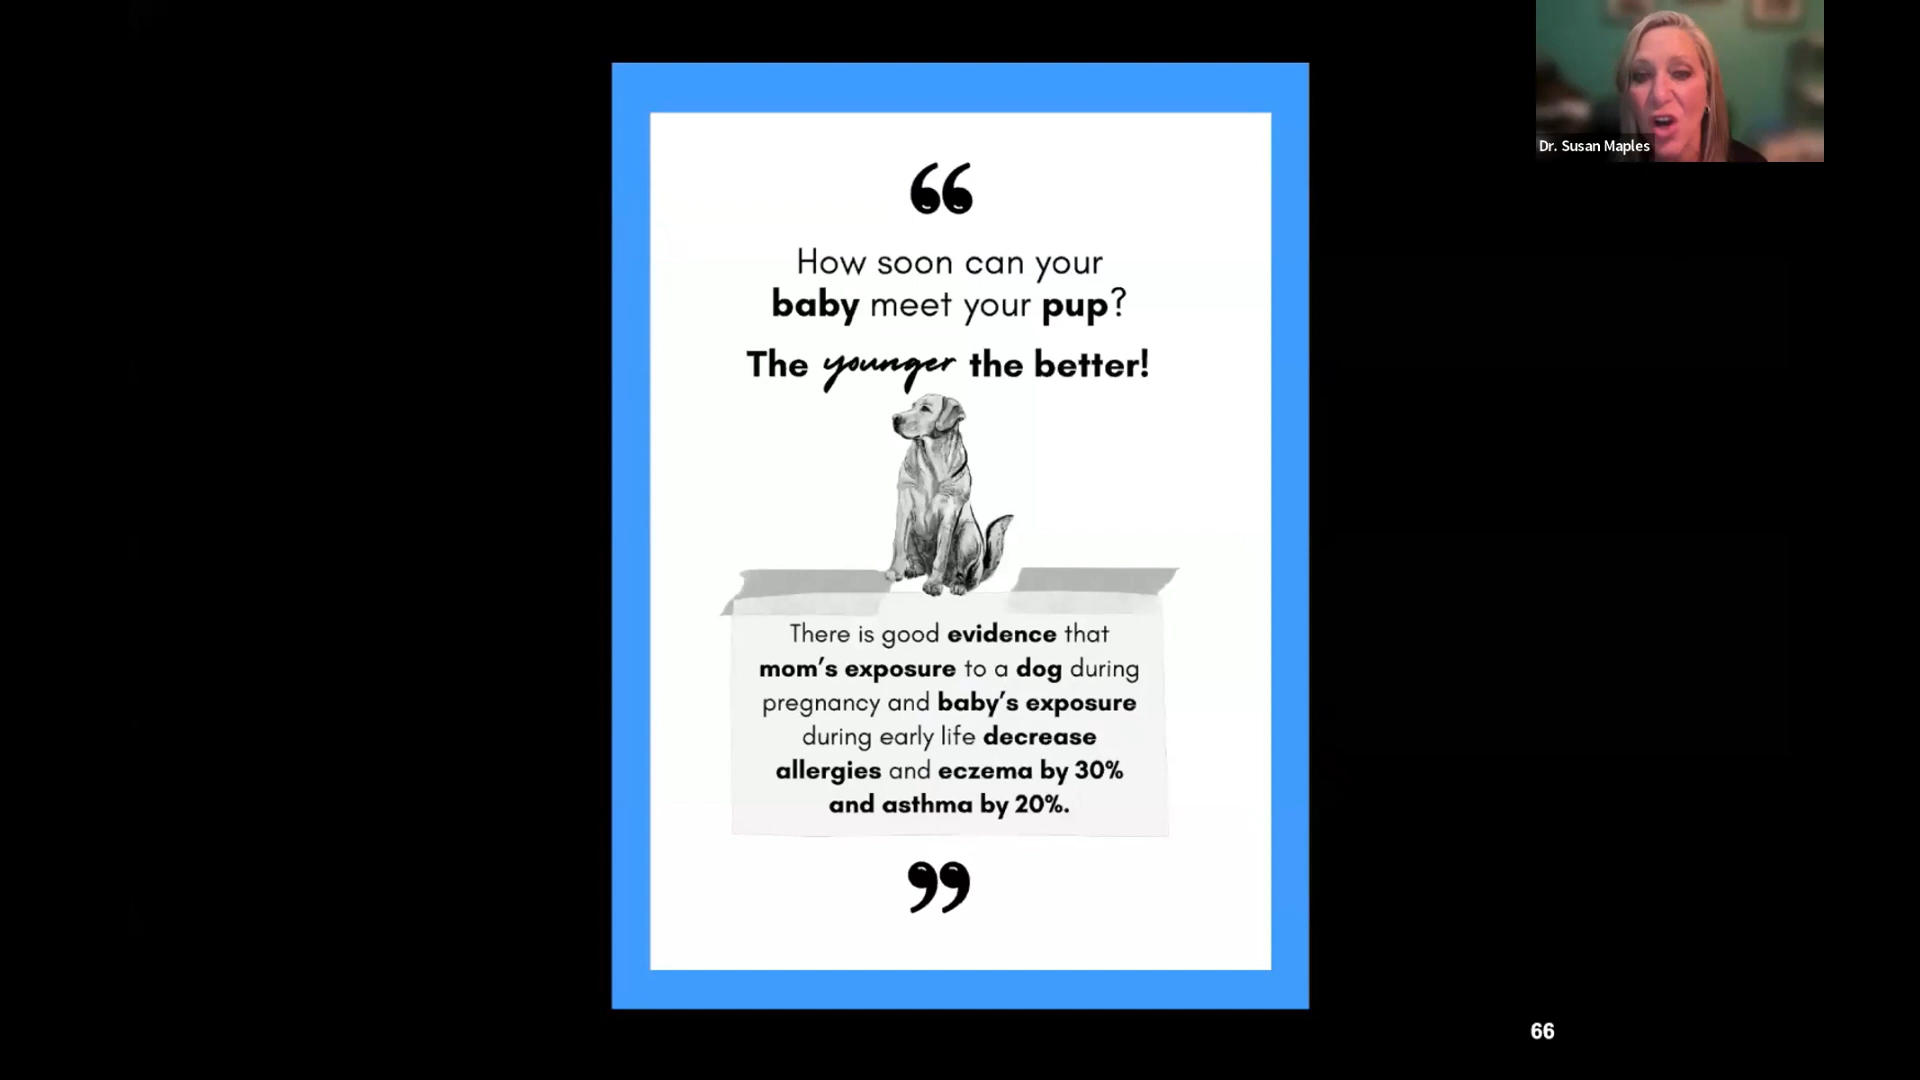 Dr. Susan Maples
“
How soon can your
baby meet your pup?
The younger the better!
There is good evidence that
mom’s exposure to a dog during
pregnancy and baby’s exposure
during early life decrease
allergies and eczema by 30%
and asthma by 20%.
”
66